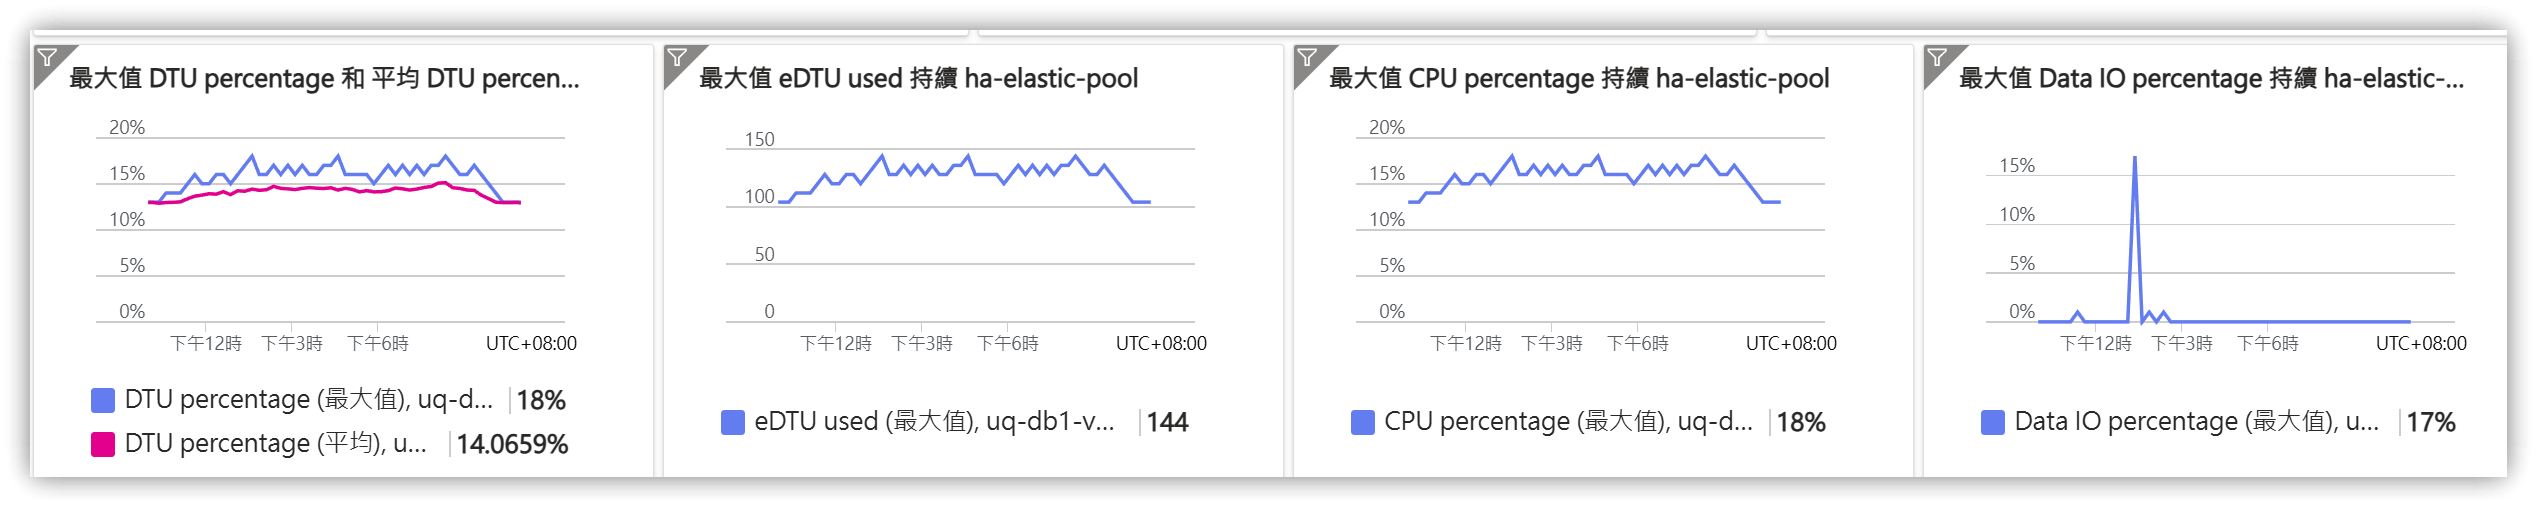 最大值 DTU percentage 和 平均 DTU percen...
20%
15%
10%
5%
0%
下午12時 下午3時 下午6時 UTC+08:00
DTU percentage (最大值), uq-d... 18%
DTU percentage (平均), u... 14.0659%
最大值 eDTU used 持續 ha-elastic-pool
150
100
50
0
下午12時 下午3時 下午6時 UTC+08:00
eDTU used (最大值), uq-db1-v... 144
最大值 CPU percentage 持續 ha-elastic-pool
20%
15%
10%
5%
0%
下午12時 下午3時 下午6時 UTC+08:00
CPU percentage (最大值), uq-d... 18%
最大值 Data IO percentage 持續 ha-elastic-...
15%
10%
5%
0%
下午12時 下午3時 下午6時 UTC+08:00
Data IO percentage (最大值), u... 17%